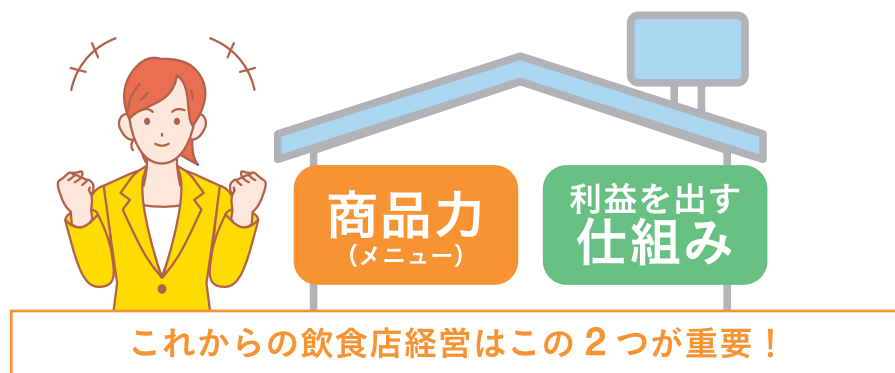 商品力
（メニュー）
利益を出す
仕組み
これからの飲食店経営はこの２つが重要！